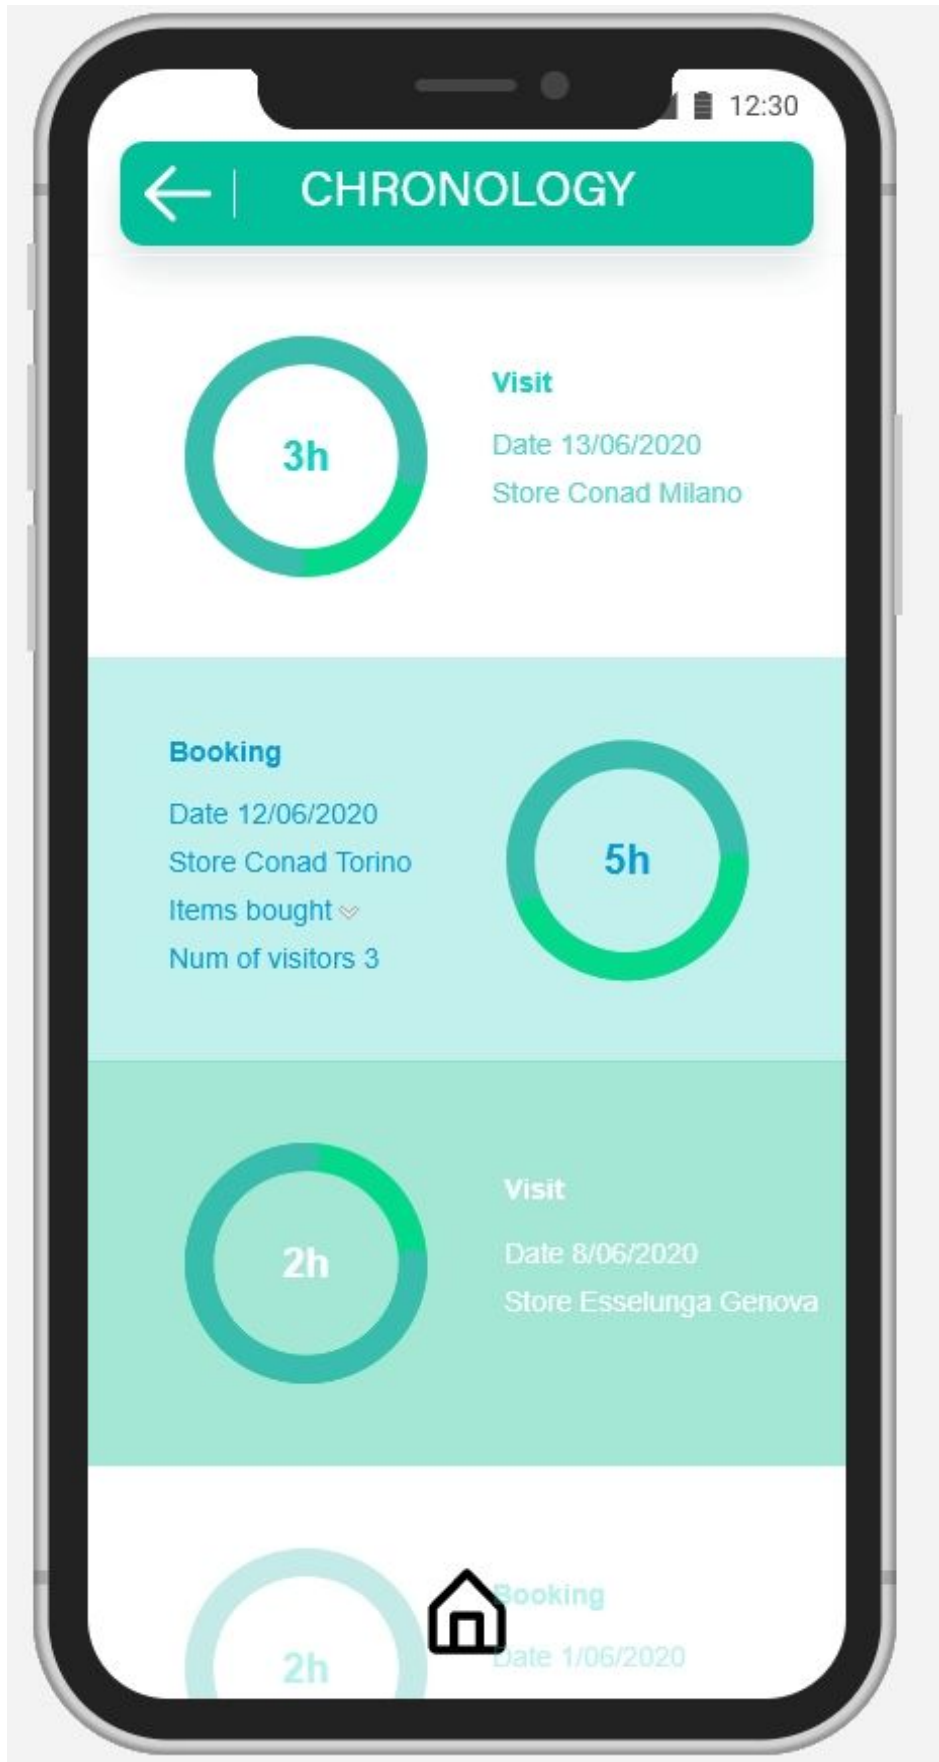 12:30
CHRONOLOGY
3h
Visit
Date 13/06/2020
Store Conad Milano
Booking
Date 12/06/2020
Store Conad Torino
Items bought
Num of visitors 3
5h
2h
Visit
Date 8/06/2020
Store Esselunga Genova
2h
Booking
Date 1/06/2020